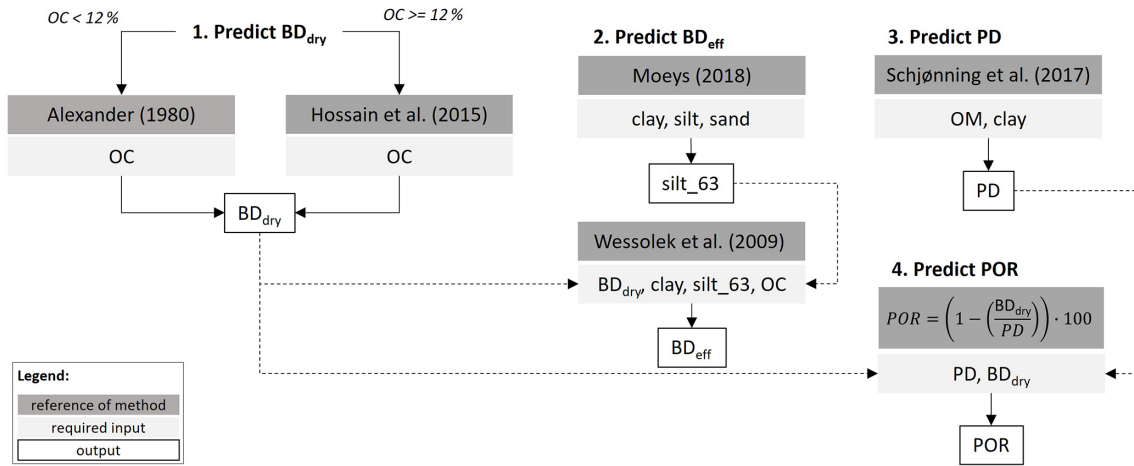 OC < 12 %
1. Predict BDdry
OC >= 12 %
Alexander (1980)
OC
Hossain et al. (2015)
OC
BDdry
2. Predict BDeff
Moeys (2018)
clay, silt, sand
silt_63
Wessolek et al. (2009)
BDdry, clay, silt_63, OC
BDeff
3. Predict PD
Schjønning et al. (2017)
OM, clay
PD
4. Predict POR
POR = (1 − (BDdry/PD)) · 100
PD, BDdry
POR
Legend:
reference of method
required input
output